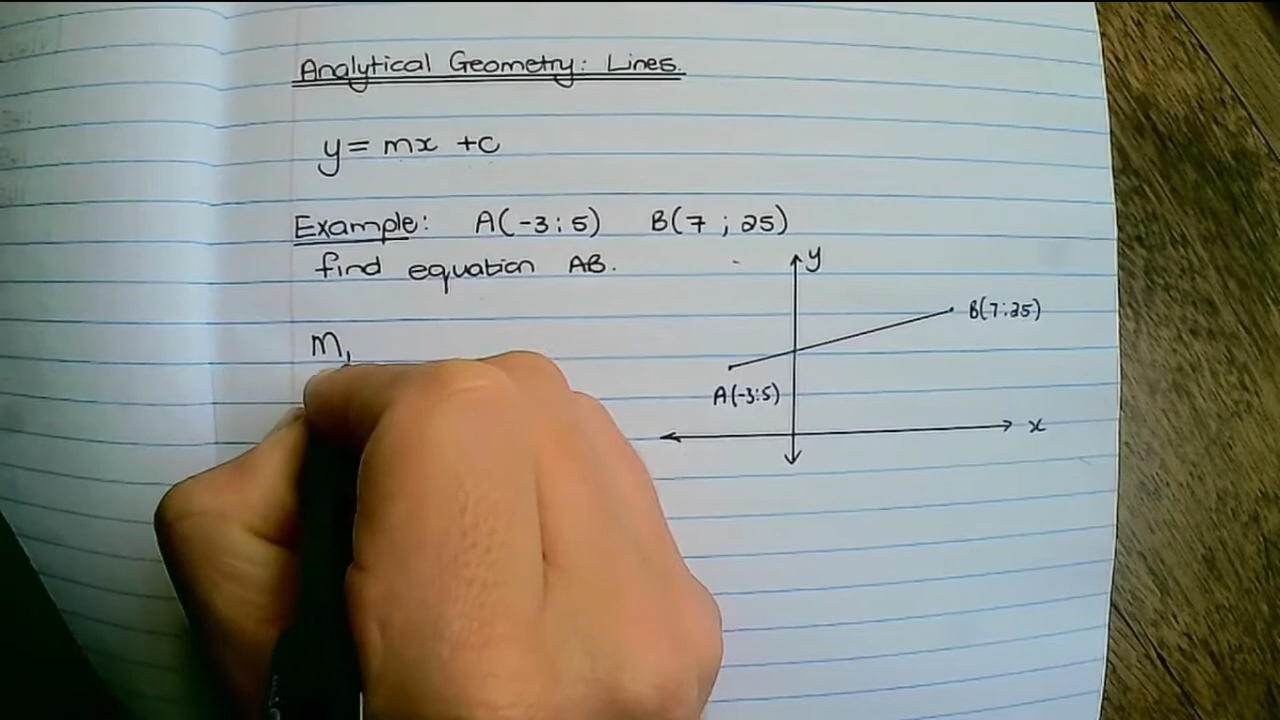 Analytical Geometry: Lines.
y = mx + c
Example: A(-3;5) B(7;25)
find equation AB.
y
B(7;25)
A(-3;5)
x
m